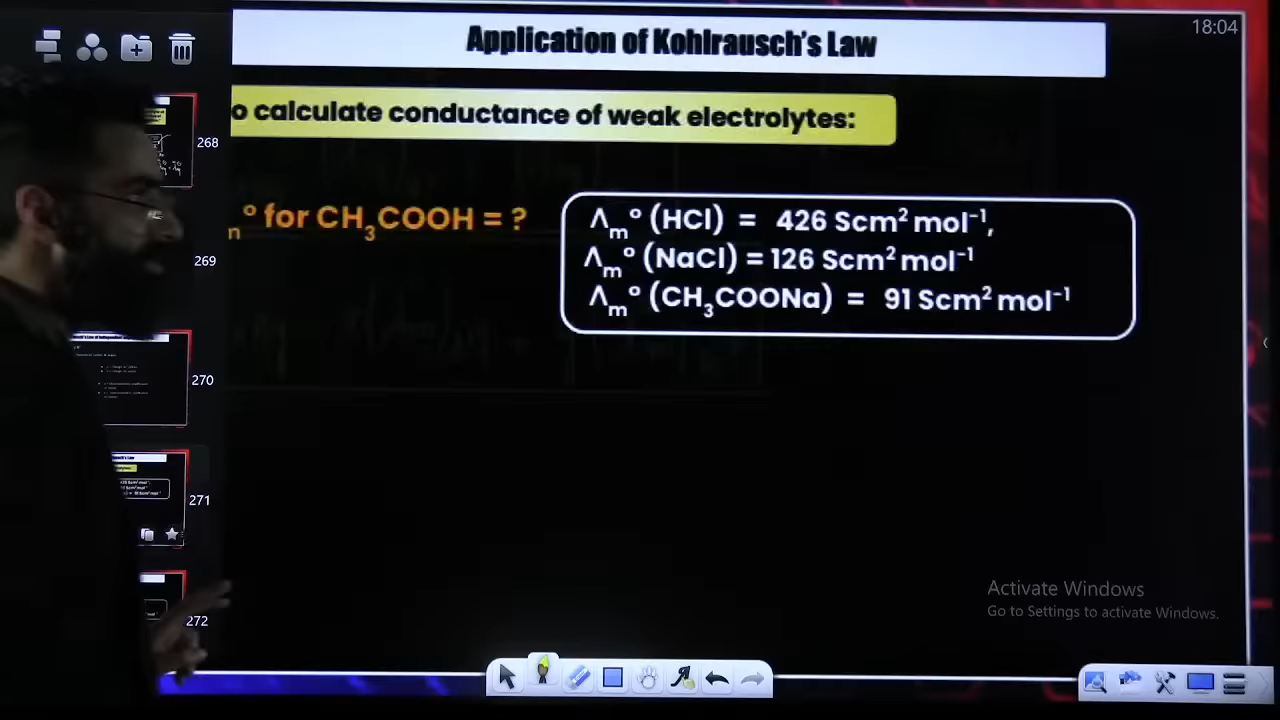 18:04
Application of Kohlrausch's Law
o calculate conductance of weak electrolytes:
268
269
270
271
272
n° for CH₃COOH = ?
Λm° (HCl) = 426 Scm² mol⁻¹,
Λm° (NaCl) = 126 Scm² mol⁻¹
Λm° (CH₃COONa) = 91 Scm² mol⁻¹
Activate Windows
Go to Settings to activate Windows.